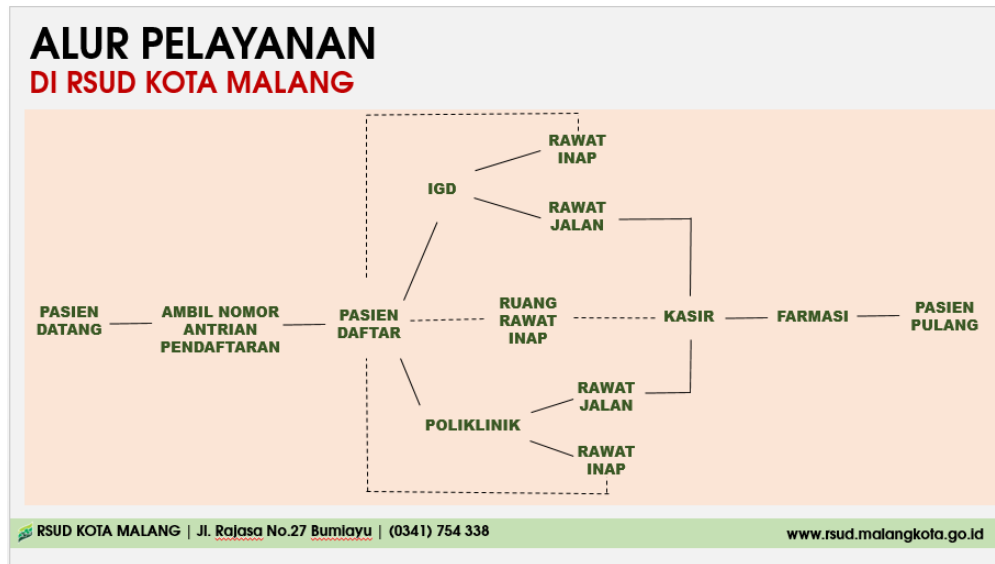 ALUR PELAYANAN
DI RSUD KOTA MALANG
RAWAT
INAP
IGD
RAWAT
JALAN
PASIEN
DATANG
AMBIL NOMOR
ANTRIAN
PENDAFTARAN
PASIEN
DAFTAR
RUANG
RAWAT
INAP
KASIR
FARMASI
PASIEN
PULANG
RAWAT
JALAN
POLIKLINIK
RAWAT
INAP
RSUD KOTA MALANG | Jl. Rajasa No.27 Bumiayu | (0341) 754 338
www.rsud.malangkota.go.id